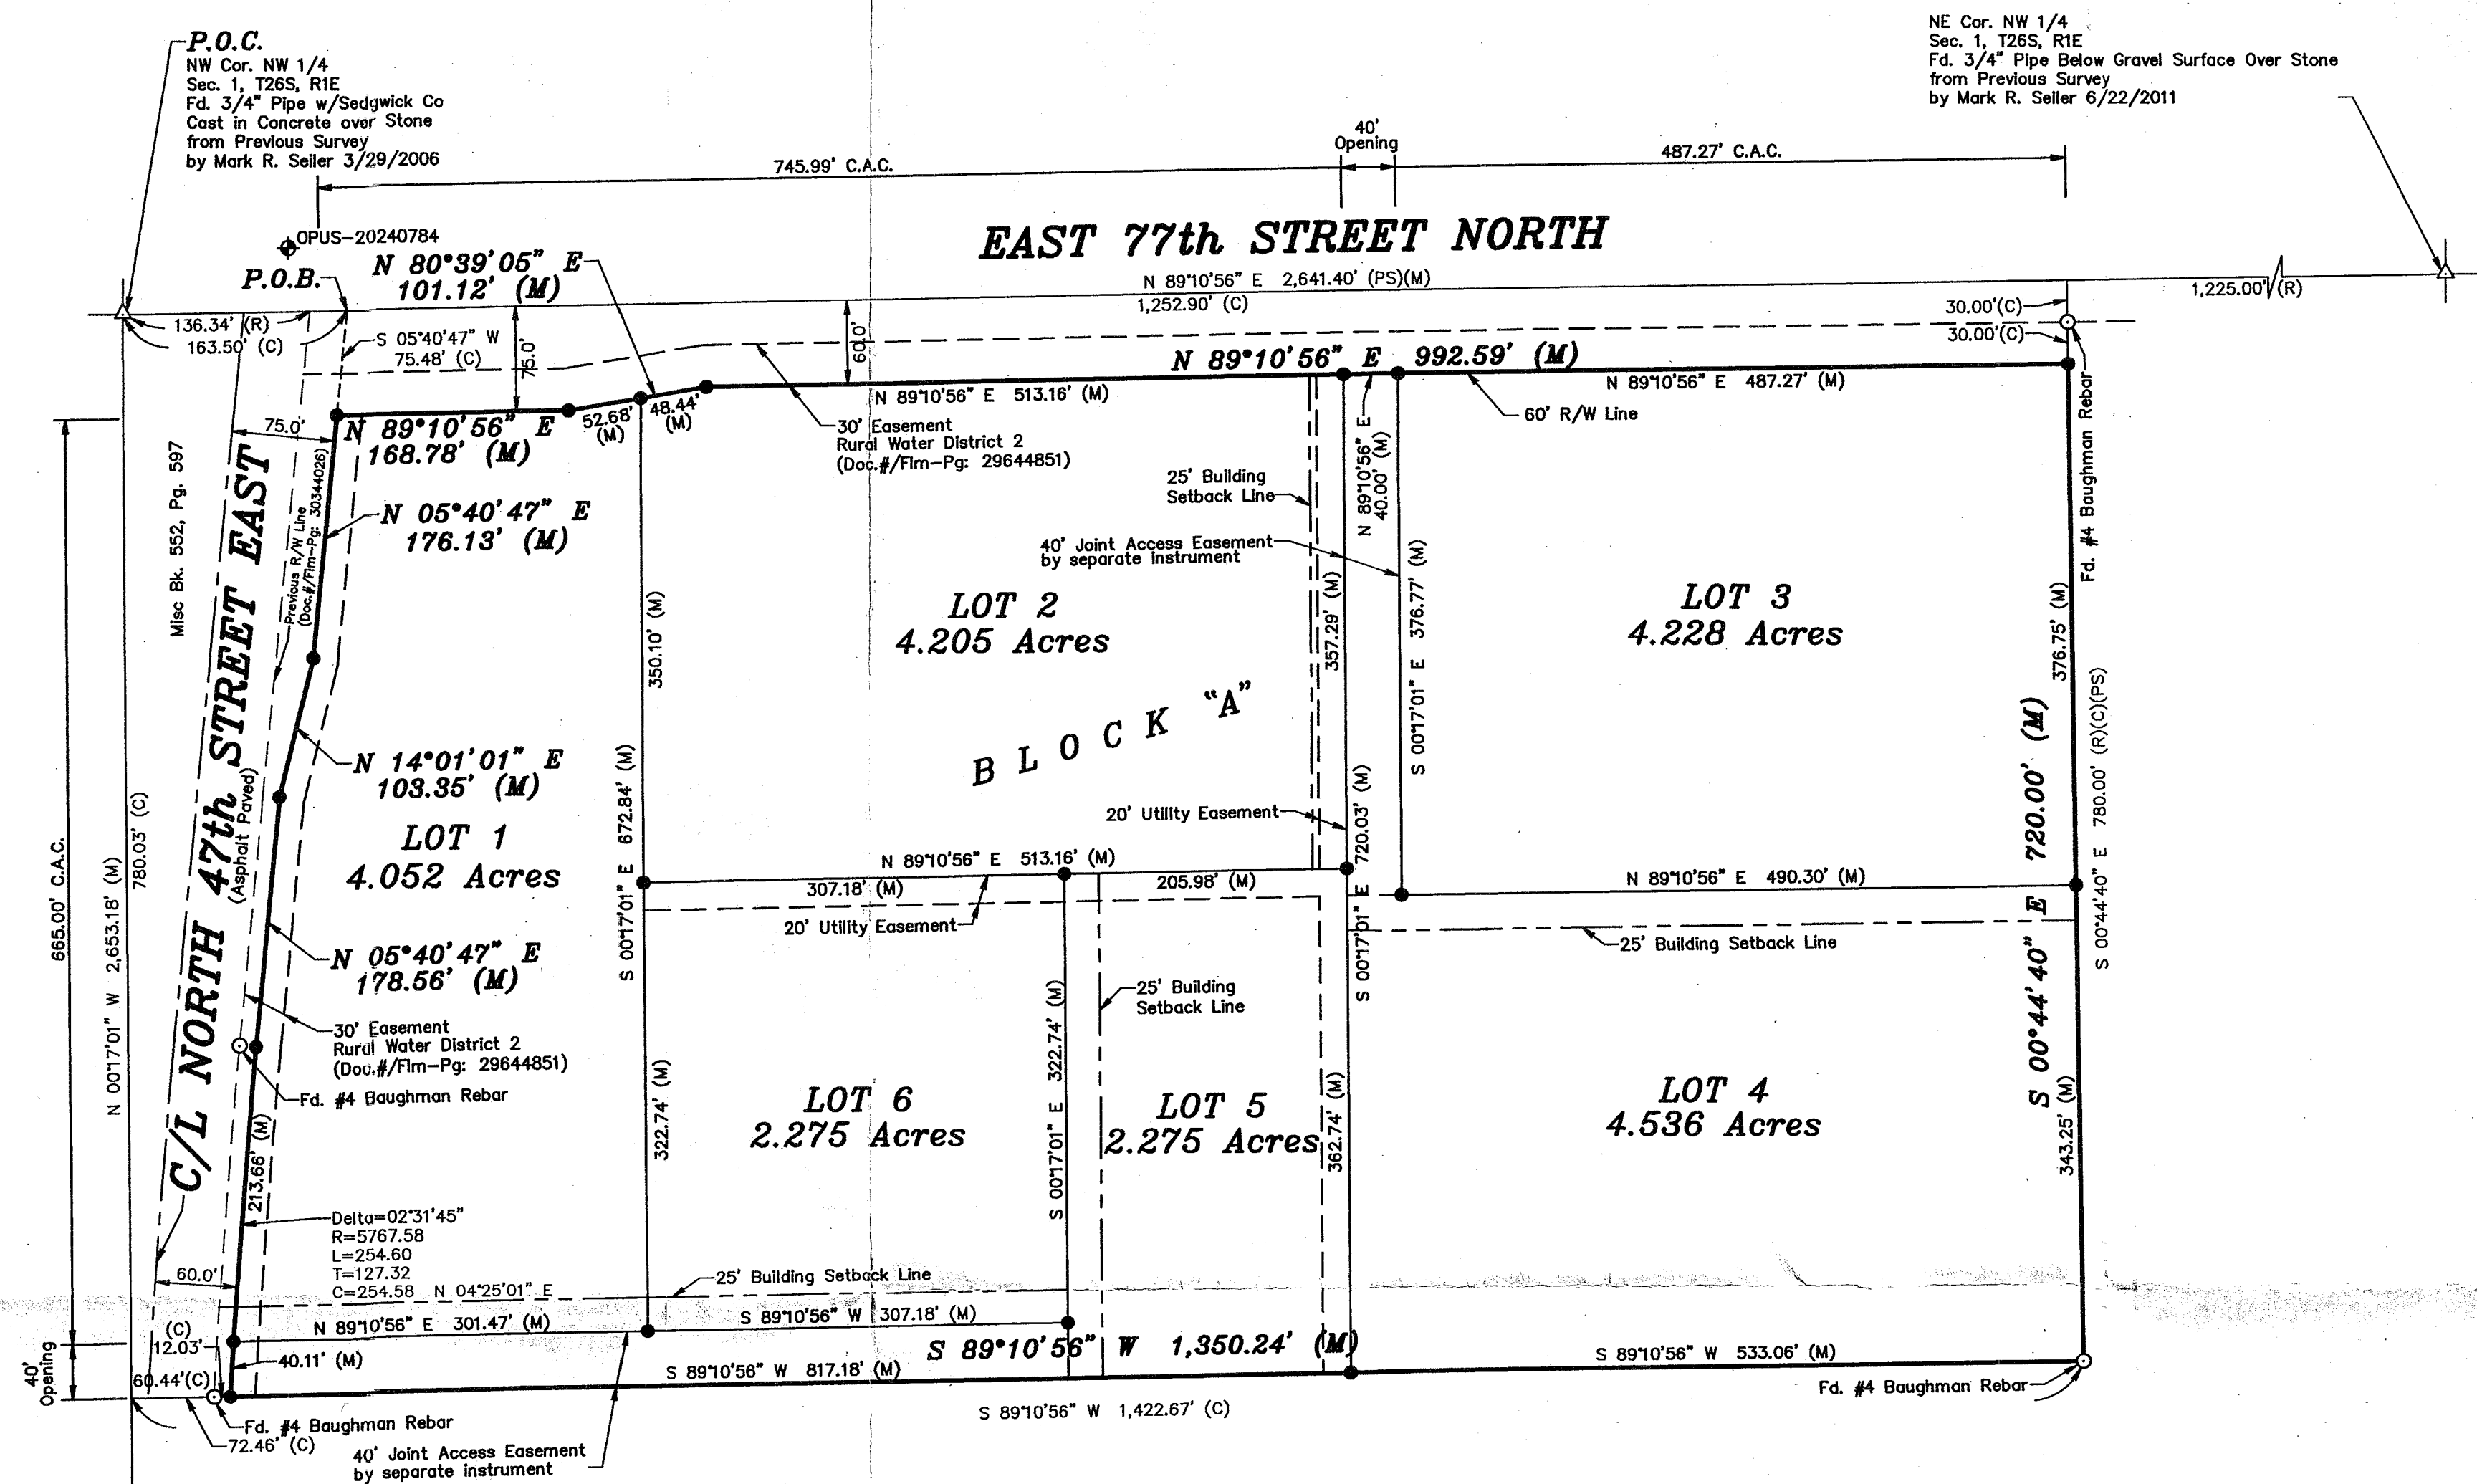 P.O.C.
NW Cor. NW 1/4
Sec. 1, T26S, R1E
Fd. 3/4" Pipe w/Sedgwick Co
Cast in Concrete over Stone
from Previous Survey
by Mark R. Seiler 3/29/2006
NE Cor. NW 1/4
Sec. 1, T26S, R1E
Fd. 3/4" Pipe Below Gravel Surface Over Stone
from Previous Survey
by Mark R. Seiler 6/22/2011
745.99' C.A.C.
40'
Opening
487.27' C.A.C.
EAST 77th STREET NORTH
OPUS-20240784
P.O.B.
N 80°39'05" E
101.12' (M)
N 89°10'56" E 2,641.40' (PS)(M)
1,252.90' (C)
1,225.00' (R)
136.34' (R)
163.50' (C)
S 05°40'47" W
75.48' (C)
75.0'
60.0'
30.00'(C)
30.00'(C)
N 89°10'56" E 992.59' (M)
N 89°10'56" E 513.16' (M)
N 89°10'56" E 487.27' (M)
60' R/W Line
52.68'
(M)
48.44'
(M)
N 89°10'56" E
168.78' (M)
75.0'
30' Easement
Rural Water District 2
(Doc.#/Flm-Pg: 29644851)
25' Building
Setback Line
N 89°10'56" E
40.00' (M)
Fd. #4 Baughman Rebar
Misc Bk. 552, Pg. 597
Previous R/W Line
(Doc.#/Flm-Pg: 30344026)
N 05°40'47" E
176.13' (M)
40' Joint Access Easement
by separate instrument
LOT 2
4.205 Acres
LOT 3
4.228 Acres
350.10' (M)
357.29' (M)
S 00°17'01" E 376.77' (M)
376.75' (M)
BLOCK "A"
N 14°01'01" E
103.35' (M)
C/L NORTH 47th STREET EAST
(Asphalt Paved)
LOT 1
4.052 Acres
665.00' C.A.C.
N 00°17'01" W 2,653.18' (M)
780.03' (C)
S 00°17'01" E 672.84' (M)
20' Utility Easement
S 00°17'01" E 720.03' (M)
S 00°44'40" E 720.00' (M)
S 00°44'40" E 780.00' (R)(C)(PS)
N 89°10'56" E 513.16' (M)
307.18' (M)
205.98' (M)
N 89°10'56" E 490.30' (M)
20' Utility Easement
25' Building Setback Line
N 05°40'47" E
178.56' (M)
25' Building
Setback Line
30' Easement
Rural Water District 2
(Doc.#/Flm-Pg: 29644851)
Fd. #4 Baughman Rebar
LOT 6
2.275 Acres
LOT 5
2.275 Acres
LOT 4
4.536 Acres
213.66' (M)
322.74' (M)
S 00°17'01" E 322.74' (M)
362.74' (M)
343.25' (M)
Delta=02°31'45"
R=5767.58
L=254.60
T=127.32
C=254.58 N 04°25'01" E
60.0'
25' Building Setback Line
N 89°10'56" E 301.47' (M)
S 89°10'56" W 307.18' (M)
S 89°10'56" W 1,350.24' (M)
(C)
12.03'
40.11' (M)
S 89°10'56" W 817.18' (M)
S 89°10'56" W 533.06' (M)
40'
Opening
60.44'(C)
Fd. #4 Baughman Rebar
Fd. #4 Baughman Rebar
72.46' (C)
S 89°10'56" W 1,422.67' (C)
40' Joint Access Easement
by separate instrument